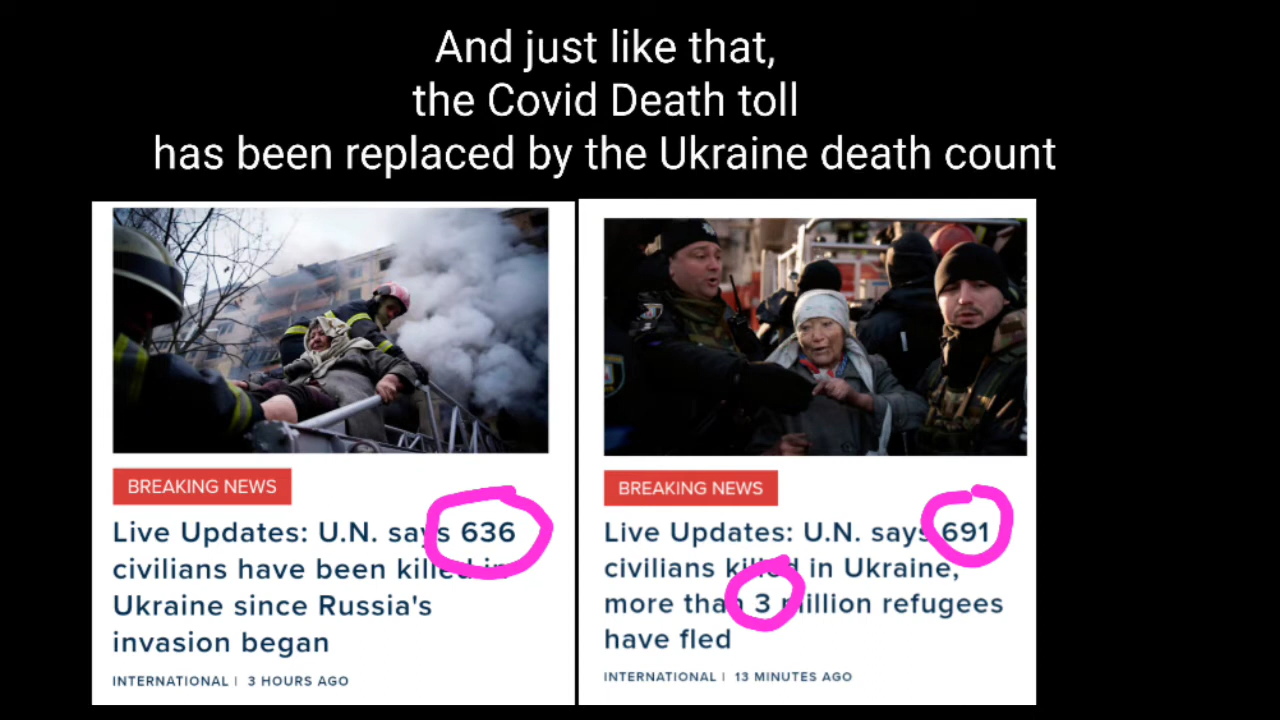 And just like that,
the Covid Death toll
has been replaced by the Ukraine death count
BREAKING NEWS
Live Updates: U.N. says 636
civilians have been killed in
Ukraine since Russia's
invasion began
INTERNATIONAL | 3 HOURS AGO
BREAKING NEWS
Live Updates: U.N. says 691
civilians killed in Ukraine,
more than 3 million refugees
have fled
INTERNATIONAL | 13 MINUTES AGO